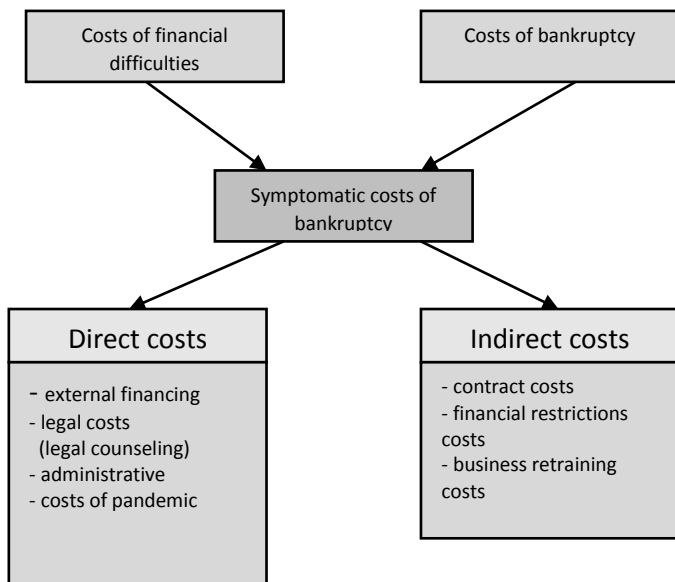 Costs of financial
difficulties
Costs of bankruptcy
Symptomatic costs of
bankruptcy
Direct costs
- external financing
- legal costs
(legal counseling)
- administrative
- costs of pandemic
Indirect costs
- contract costs
- financial restrictions
costs
- business retraining
costs